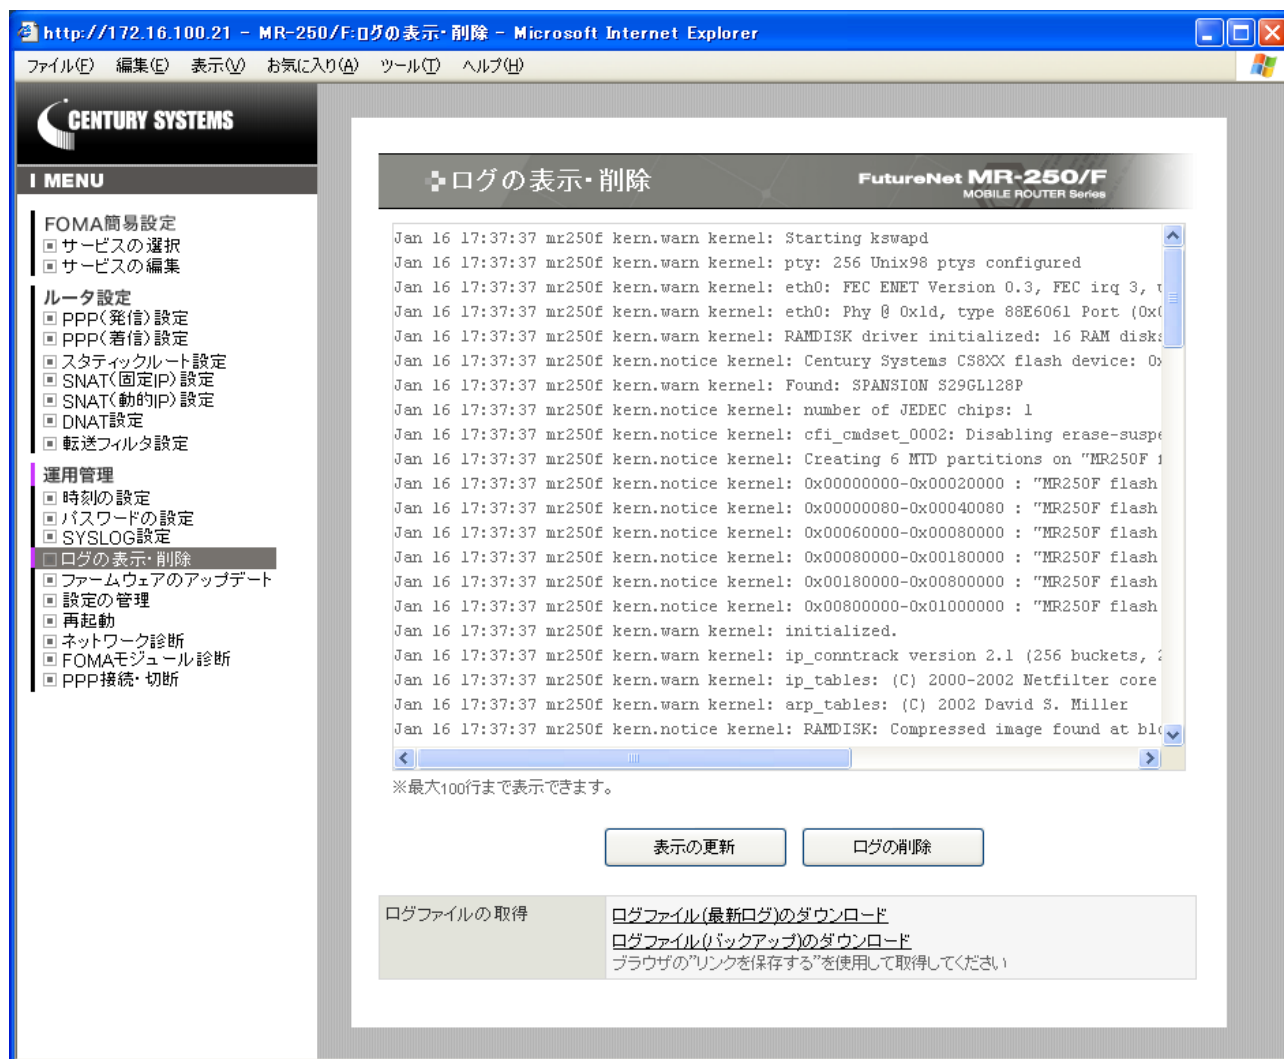 http://172.16.100.21 - MR-250/F:ログの表示・削除 - Microsoft Internet Explorer
ファイル(F) 編集(E) 表示(V) お気に入り(A) ツール(T) ヘルプ(H)
CENTURY SYSTEMS
MENU
FOMA簡易設定
サービスの選択
サービスの編集
ルータ設定
PPP(発信)設定
PPP(着信)設定
スタティックルート設定
SNAT(固定IP)設定
SNAT(動的IP)設定
DNAT設定
転送フィルタ設定
運用管理
時刻の設定
パスワードの設定
SYSLOG設定
ログの表示・削除
ファームウェアのアップデート
設定の管理
再起動
ネットワーク診断
FOMAモジュール診断
PPP接続・切断
ログの表示・削除
FutureNet MR-250/F
MOBILE ROUTER Series
Jan 16 17:37:37 mr250f kern.warn kernel: Starting kswapd
Jan 16 17:37:37 mr250f kern.warn kernel: pty: 256 Unix98 ptys configured
Jan 16 17:37:37 mr250f kern.warn kernel: eth0: FEC ENET Version 0.3, FEC irq 3,
Jan 16 17:37:37 mr250f kern.warn kernel: eth0: Phy @ 0x1d, type 88E6061 Port
Jan 16 17:37:37 mr250f kern.warn kernel: RAMDISK driver initialized: 16 RAM disks
Jan 16 17:37:37 mr250f kern.notice kernel: Century Systems CS8XX flash device:
Jan 16 17:37:37 mr250f kern.warn kernel: Found: SPANSION S29GL128P
Jan 16 17:37:37 mr250f kern.notice kernel: number of JEDEC chips: 1
Jan 16 17:37:37 mr250f kern.notice kernel: cfi_cmdset_0002: Disabling erase-suspe
Jan 16 17:37:37 mr250f kern.notice kernel: Creating 6 MTD partitions on "MR250F
Jan 16 17:37:37 mr250f kern.notice kernel: 0x00000000-0x00020000 : "MR250F flash
Jan 16 17:37:37 mr250f kern.notice kernel: 0x00000080-0x00040080 : "MR250F flash
Jan 16 17:37:37 mr250f kern.notice kernel: 0x00060000-0x00080000 : "MR250F flash
Jan 16 17:37:37 mr250f kern.notice kernel: 0x00080000-0x00180000 : "MR250F flash
Jan 16 17:37:37 mr250f kern.notice kernel: 0x00180000-0x00800000 : "MR250F flash
Jan 16 17:37:37 mr250f kern.notice kernel: 0x00800000-0x01000000 : "MR250F flash
Jan 16 17:37:37 mr250f kern.warn kernel: initialized.
Jan 16 17:37:37 mr250f kern.warn kernel: ip_conntrack version 2.1 (256 buckets,
Jan 16 17:37:37 mr250f kern.warn kernel: ip_tables: (C) 2000-2002 Netfilter core
Jan 16 17:37:37 mr250f kern.warn kernel: arp_tables: (C) 2002 David S. Miller
Jan 16 17:37:37 mr250f kern.notice kernel: RAMDISK: Compressed image found at
※最大100行まで表示できます。
表示の更新 ログの削除
ログファイルの取得
ログファイル(最新ログ)のダウンロード
ログファイル(バックアップ)のダウンロード
ブラウザの”リンクを保存する”を使用して取得してください